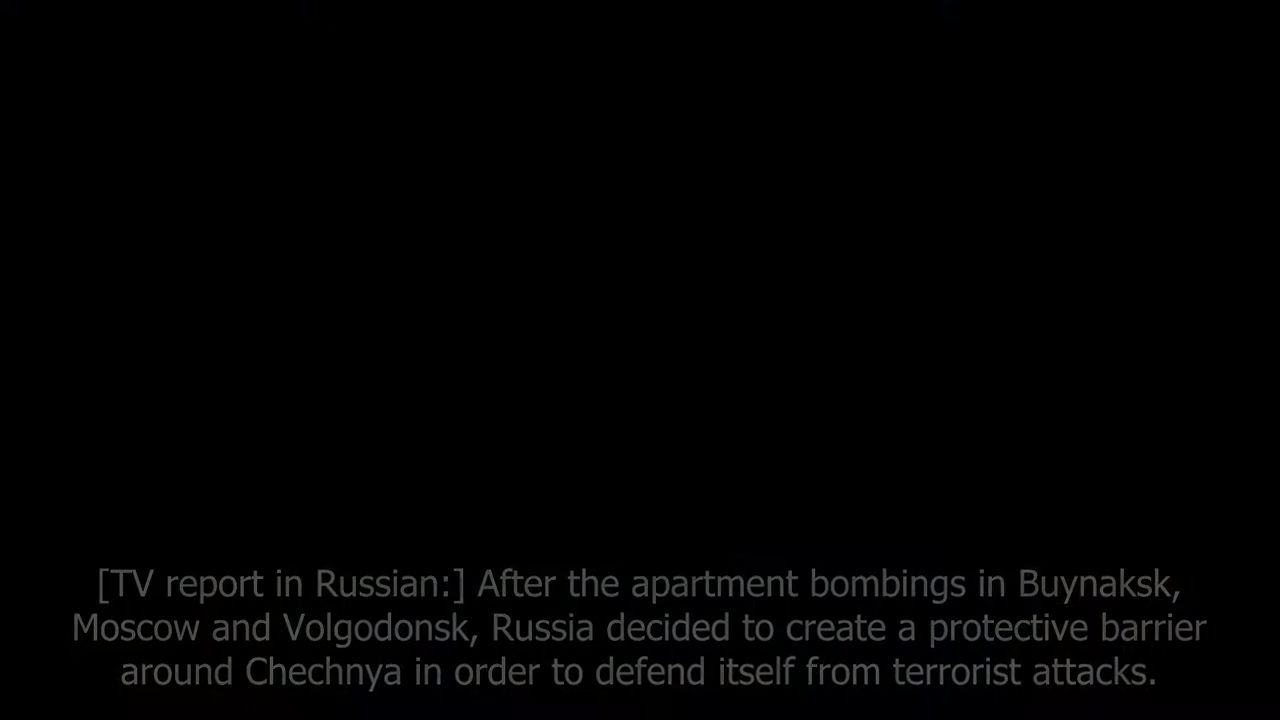 [TV report in Russian:] After the apartment bombings in Buynaksk,
Moscow and Volgodonsk, Russia decided to create a protective barrier
around Chechnya in order to defend itself from terrorist attacks.